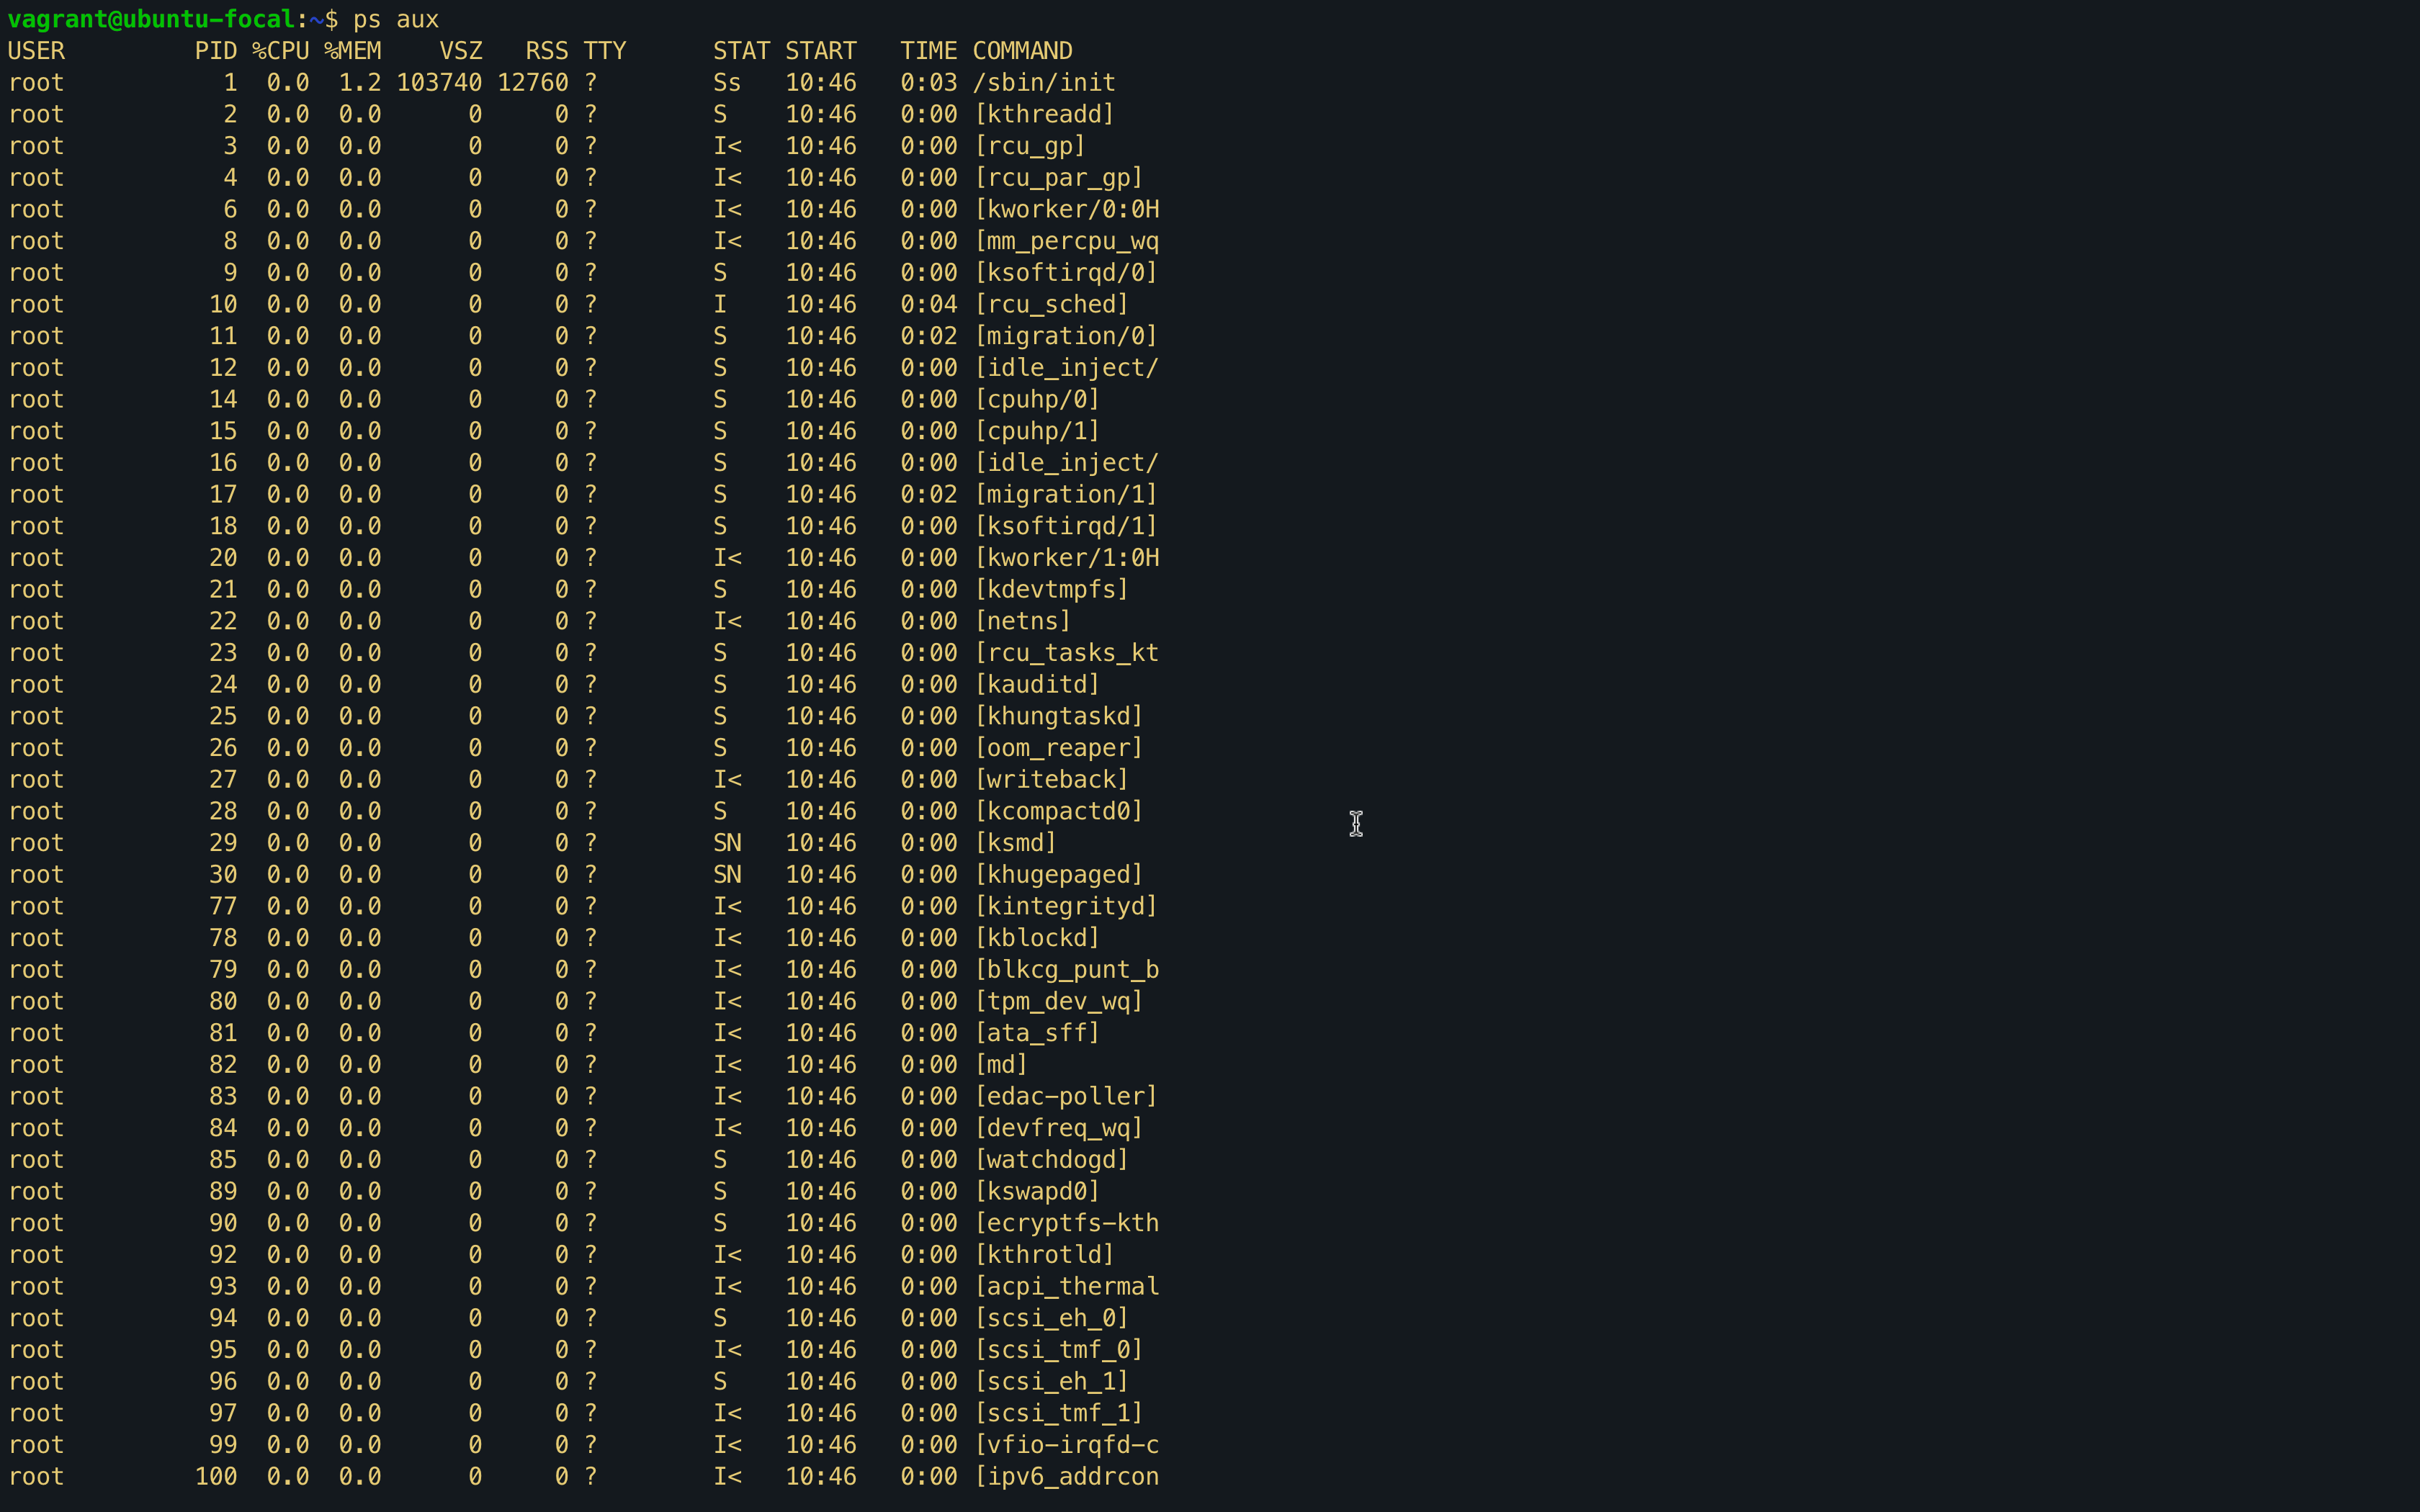 vagrant@ubuntu-focal:~$ ps aux
USER         PID %CPU %MEM    VSZ   RSS TTY      STAT START   TIME COMMAND
root           1  0.0  1.2 103740 12760 ?        Ss   10:46   0:03 /sbin/init
root           2  0.0  0.0      0     0 ?        S    10:46   0:00 [kthreadd]
root           3  0.0  0.0      0     0 ?        I<   10:46   0:00 [rcu_gp]
root           4  0.0  0.0      0     0 ?        I<   10:46   0:00 [rcu_par_gp]
root           6  0.0  0.0      0     0 ?        I<   10:46   0:00 [kworker/0:0H
root           8  0.0  0.0      0     0 ?        I<   10:46   0:00 [mm_percpu_wq
root           9  0.0  0.0      0     0 ?        S    10:46   0:00 [ksoftirqd/0]
root          10  0.0  0.0      0     0 ?        I    10:46   0:04 [rcu_sched]
root          11  0.0  0.0      0     0 ?        S    10:46   0:02 [migration/0]
root          12  0.0  0.0      0     0 ?        S    10:46   0:00 [idle_inject/
root          14  0.0  0.0      0     0 ?        S    10:46   0:00 [cpuhp/0]
root          15  0.0  0.0      0     0 ?        S    10:46   0:00 [cpuhp/1]
root          16  0.0  0.0      0     0 ?        S    10:46   0:00 [idle_inject/
root          17  0.0  0.0      0     0 ?        S    10:46   0:02 [migration/1]
root          18  0.0  0.0      0     0 ?        S    10:46   0:00 [ksoftirqd/1]
root          20  0.0  0.0      0     0 ?        I<   10:46   0:00 [kworker/1:0H
root          21  0.0  0.0      0     0 ?        S    10:46   0:00 [kdevtmpfs]
root          22  0.0  0.0      0     0 ?        I<   10:46   0:00 [netns]
root          23  0.0  0.0      0     0 ?        S    10:46   0:00 [rcu_tasks_kt
root          24  0.0  0.0      0     0 ?        S    10:46   0:00 [kauditd]
root          25  0.0  0.0      0     0 ?        S    10:46   0:00 [khungtaskd]
root          26  0.0  0.0      0     0 ?        S    10:46   0:00 [oom_reaper]
root          27  0.0  0.0      0     0 ?        I<   10:46   0:00 [writeback]
root          28  0.0  0.0      0     0 ?        S    10:46   0:00 [kcompactd0]
root          29  0.0  0.0      0     0 ?        SN   10:46   0:00 [ksmd]
root          30  0.0  0.0      0     0 ?        SN   10:46   0:00 [khugepaged]
root          77  0.0  0.0      0     0 ?        I<   10:46   0:00 [kintegrityd]
root          78  0.0  0.0      0     0 ?        I<   10:46   0:00 [kblockd]
root          79  0.0  0.0      0     0 ?        I<   10:46   0:00 [blkcg_punt_b
root          80  0.0  0.0      0     0 ?        I<   10:46   0:00 [tpm_dev_wq]
root          81  0.0  0.0      0     0 ?        I<   10:46   0:00 [ata_sff]
root          82  0.0  0.0      0     0 ?        I<   10:46   0:00 [md]
root          83  0.0  0.0      0     0 ?        I<   10:46   0:00 [edac-poller]
root          84  0.0  0.0      0     0 ?        I<   10:46   0:00 [devfreq_wq]
root          85  0.0  0.0      0     0 ?        S    10:46   0:00 [watchdogd]
root          89  0.0  0.0      0     0 ?        S    10:46   0:00 [kswapd0]
root          90  0.0  0.0      0     0 ?        S    10:46   0:00 [ecryptfs-kth
root          92  0.0  0.0      0     0 ?        I<   10:46   0:00 [kthrotld]
root          93  0.0  0.0      0     0 ?        I<   10:46   0:00 [acpi_thermal
root          94  0.0  0.0      0     0 ?        S    10:46   0:00 [scsi_eh_0]
root          95  0.0  0.0      0     0 ?        I<   10:46   0:00 [scsi_tmf_0]
root          96  0.0  0.0      0     0 ?        S    10:46   0:00 [scsi_eh_1]
root          97  0.0  0.0      0     0 ?        I<   10:46   0:00 [scsi_tmf_1]
root          99  0.0  0.0      0     0 ?        I<   10:46   0:00 [vfio-irqfd-c
root         100  0.0  0.0      0     0 ?        I<   10:46   0:00 [ipv6_addrcon